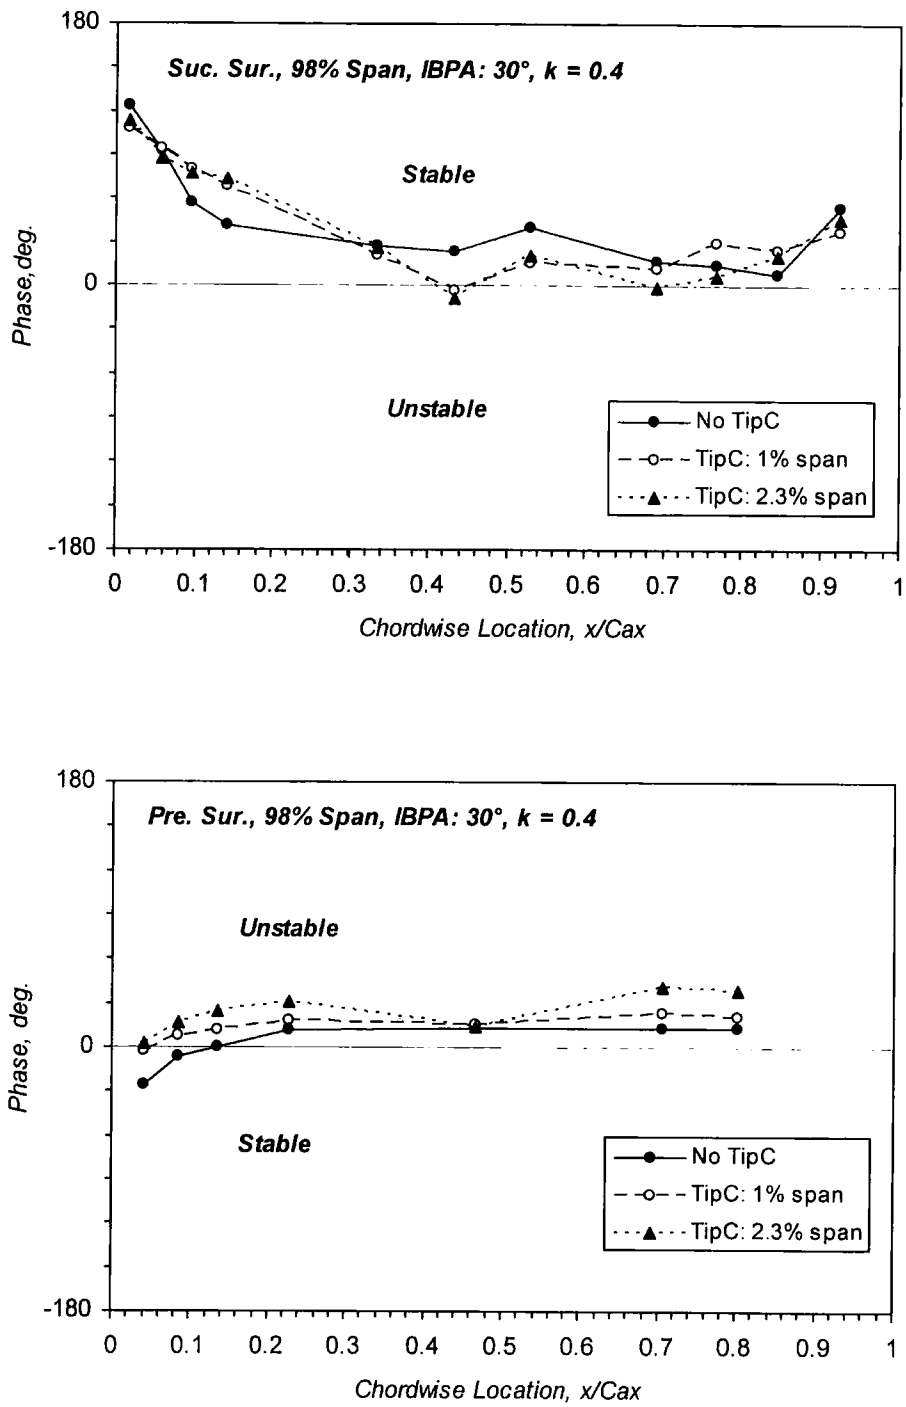 180
Suc. Sur., 98% Span, IBPA: 30°, k = 0.4
Stable
Phase,deg.
0
Unstable
No TipC
TipC: 1% span
TipC: 2.3% span
-180
0 0.1 0.2 0.3 0.4 0.5 0.6 0.7 0.8 0.9 1
Chordwise Location, x/Cax
180
Pre. Sur., 98% Span, IBPA: 30°, k = 0.4
Unstable
Phase, deg.
0
Stable
No TipC
TipC: 1% span
TipC: 2.3% span
-180
0 0.1 0.2 0.3 0.4 0.5 0.6 0.7 0.8 0.9 1
Chordwise Location, x/Cax